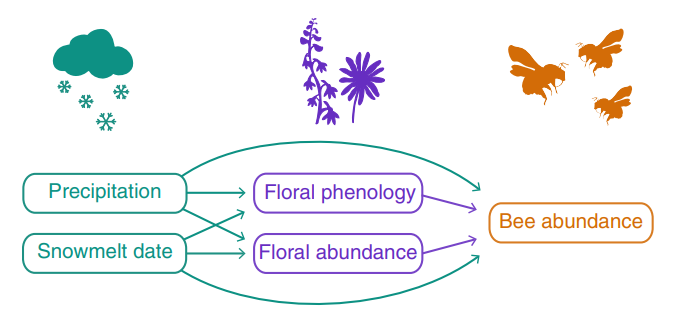 Precipitation
Floral phenology
Bee abundance
Snowmelt date
Floral abundance